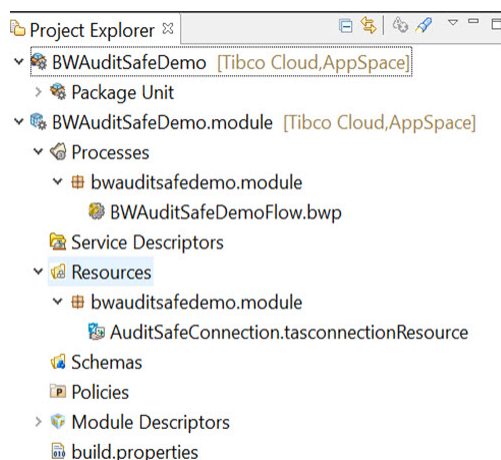 Project Explorer
BWAuditSafeDemo [Tibco Cloud,AppSpace]
Package Unit
BWAuditSafeDemo.module [Tibco Cloud,AppSpace]
Processes
bwauditsafedemo.module
BWAuditSafeDemoFlow.bwp
Service Descriptors
Resources
bwauditsafedemo.module
AuditSafeConnection.tasconnectionResource
Schemas
Policies
Module Descriptors
build.properties